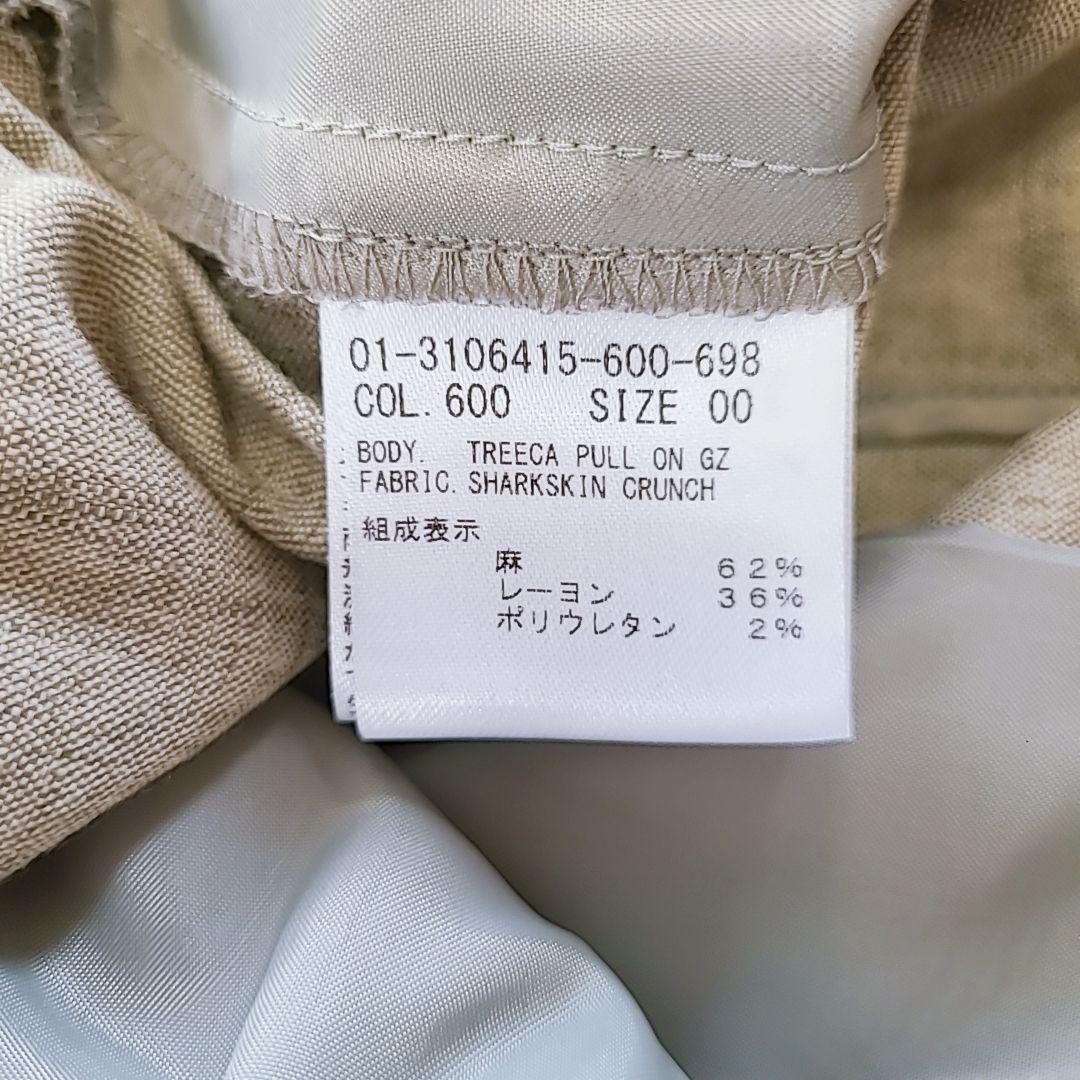 01-3106415-600-698
COL. 600 SIZE 00
BODY. TREECA PULL ON GZ
FABRIC. SHARKSKIN CRUNCH
組成表示
麻 62%
レーヨン 36%
ポリウレタン 2%